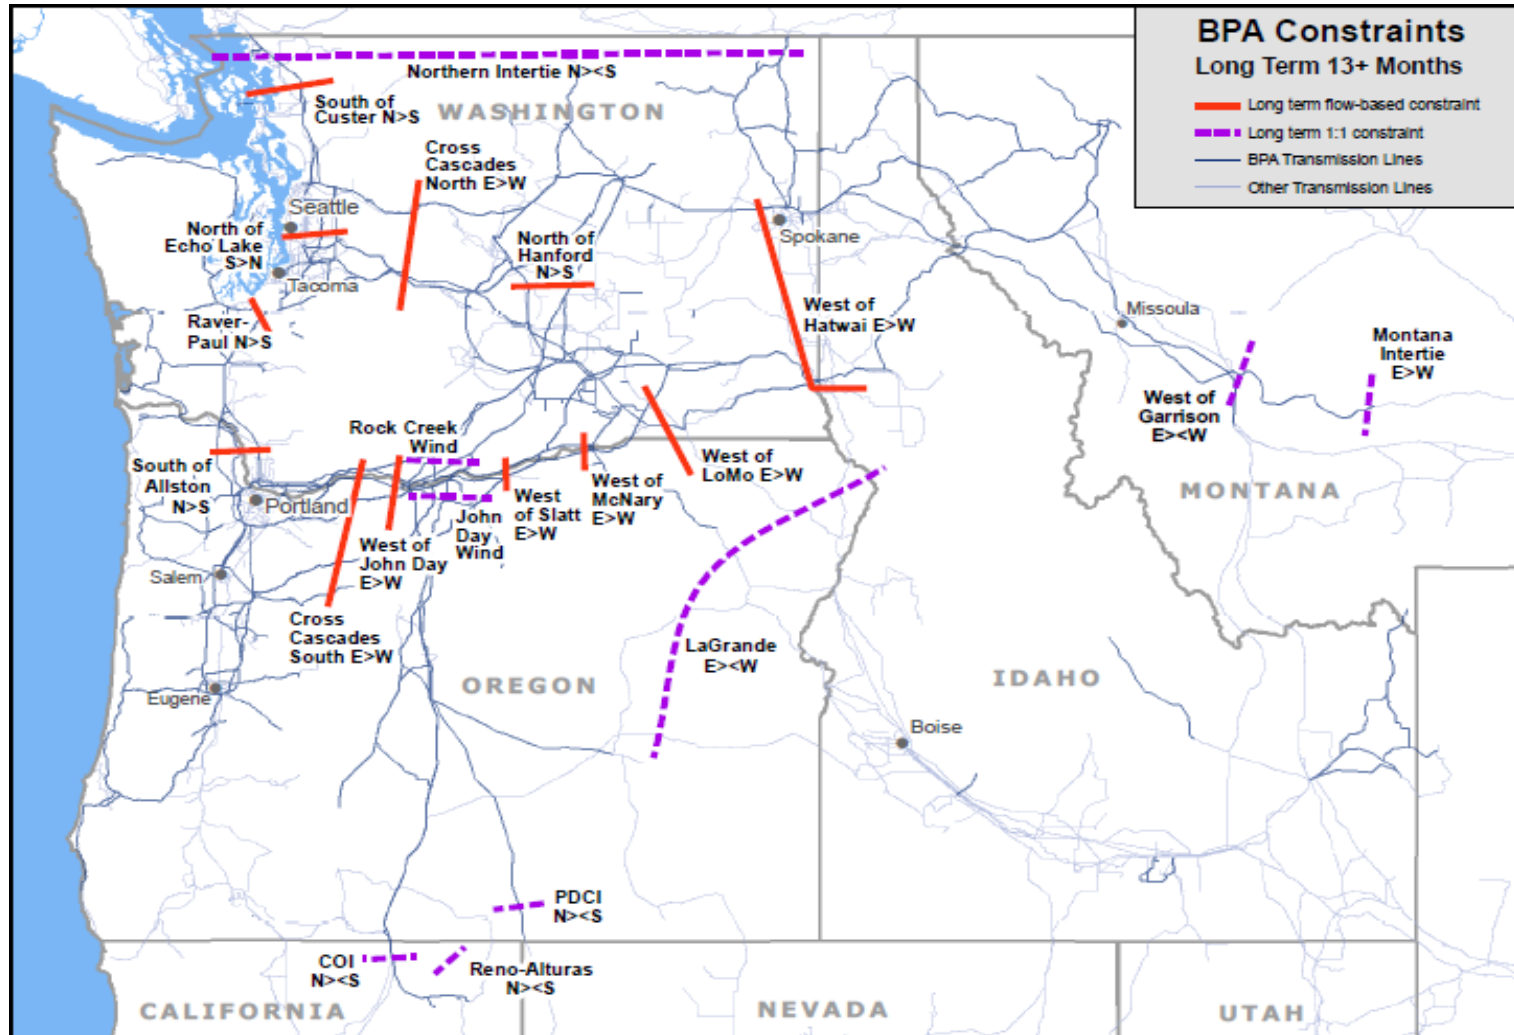 BPA Constraints
Long Term 13+ Months
Long term flow-based constraint
Long term 1:1 constraint
BPA Transmission Lines
Other Transmission Lines
Northern Intertie N><S
South of
Custer N>S
WASHINGTON
Cross
Cascades
North E>W
Seattle
North of
Echo Lake
S>N
Tacoma
North of
Hanford
N>S
Spokane
Raver-
Paul N>S
West of
Hatwai E>W
Missoula
Montana
Intertie
E>W
West of
Garrison
E><W
MONTANA
Rock Creek
Wind
South of
Allston
N>S
Portland
West of
LoMo E>W
West of
McNary
E>W
West
of Slatt
E>W
John
Day
Wind
West of
John Day
E>W
Salem
Cross
Cascades
South E>W
LaGrande
E><W
OREGON
IDAHO
Eugene
Boise
PDCI
N><S
COI
N><S
Reno-Alturas
N><S
CALIFORNIA
NEVADA
UTAH